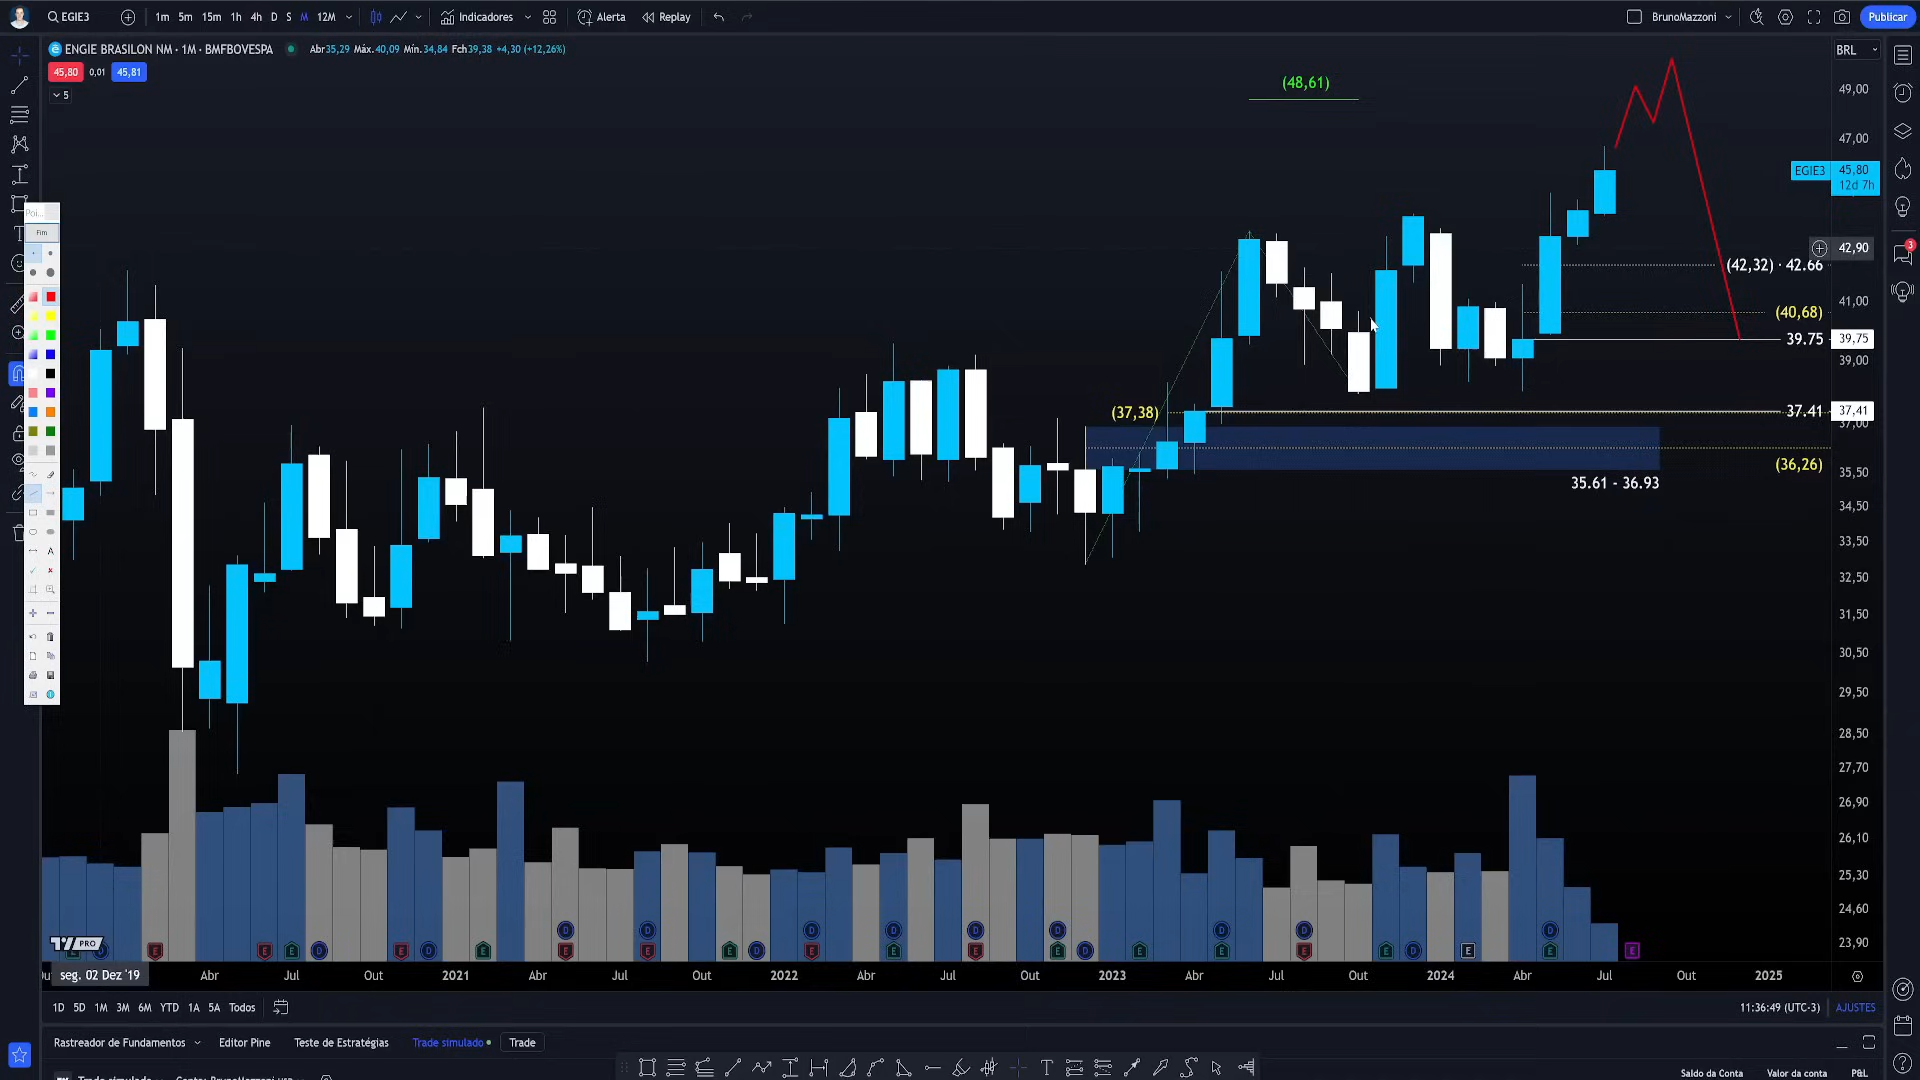 EGIE3
1m 5m 15m 1h 4h D S M 12M
Indicadores
Alerta
Replay
BrunoMazzoni
Publicar
ENGIE BRASILON NM · 1M · BMFBOVESPA
Abr35,29 Máx.40,09 Mín.34,84 Fch39,38 +4,30 (+12,26%)
BRL
45,80 0,01 45,81
5
(48,61)
49,00
47,00
EGIE3 45,80
12d 7h
Fim
42,90
(42,32) · 42.66
41,00
(40,68)
39.75 39,75
39,00
(37,38)
37.41 37,41
37,00
(36,26)
35,50
35.61 - 36.93
34,50
33,50
32,50
31,50
30,50
29,50
28,50
27,70
26,90
26,10
25,30
24,60
23,90
PRO
seg. 02 Dez '19
Abr Jul Out 2021 Abr Jul Out 2022 Abr Jul Out 2023 Abr Jul Out 2024 Abr Jul Out 2025
1D 5D 1M 3M 6M YTD 1A 5A Todos
11:36:49 (UTC-3) AJUSTES
Rastreador de Fundamentos Editor Pine Teste de Estratégias Trade simulado Trade
Saldo da Conta Valor da conta P&L